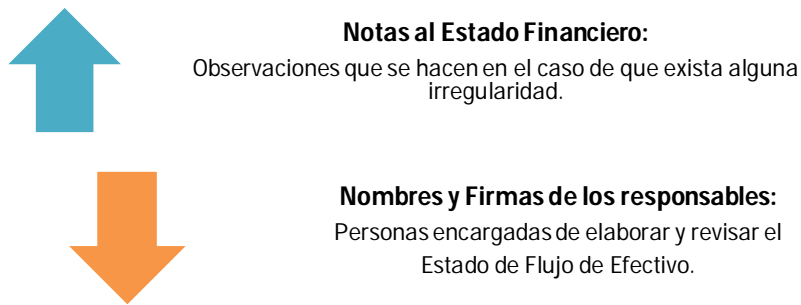 Notas al Estado Financiero:
Observaciones que se hacen en el caso de que exista alguna
irregularidad.
Nombres y Firmas de los responsables:
Personas encargadas de elaborar y revisar el
Estado de Flujo de Efectivo.